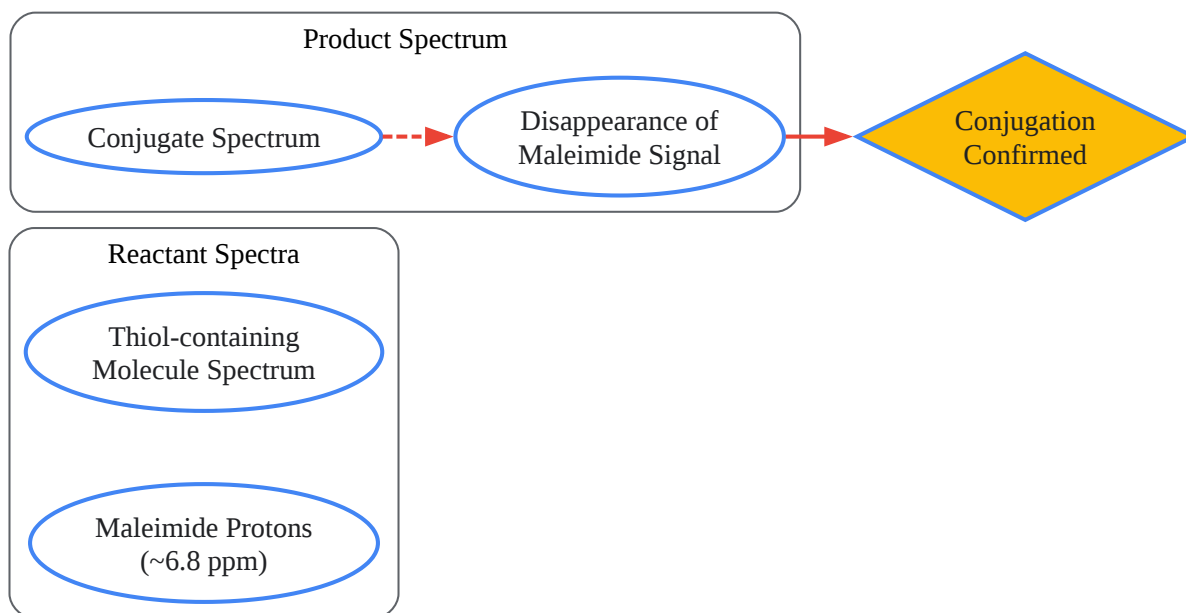 Product Spectrum
Conjugate Spectrum
Disappearance of
Maleimide Signal
Conjugation
Confirmed
Reactant Spectra
Thiol-containing
Molecule Spectrum
Maleimide Protons
(~6.8 ppm)